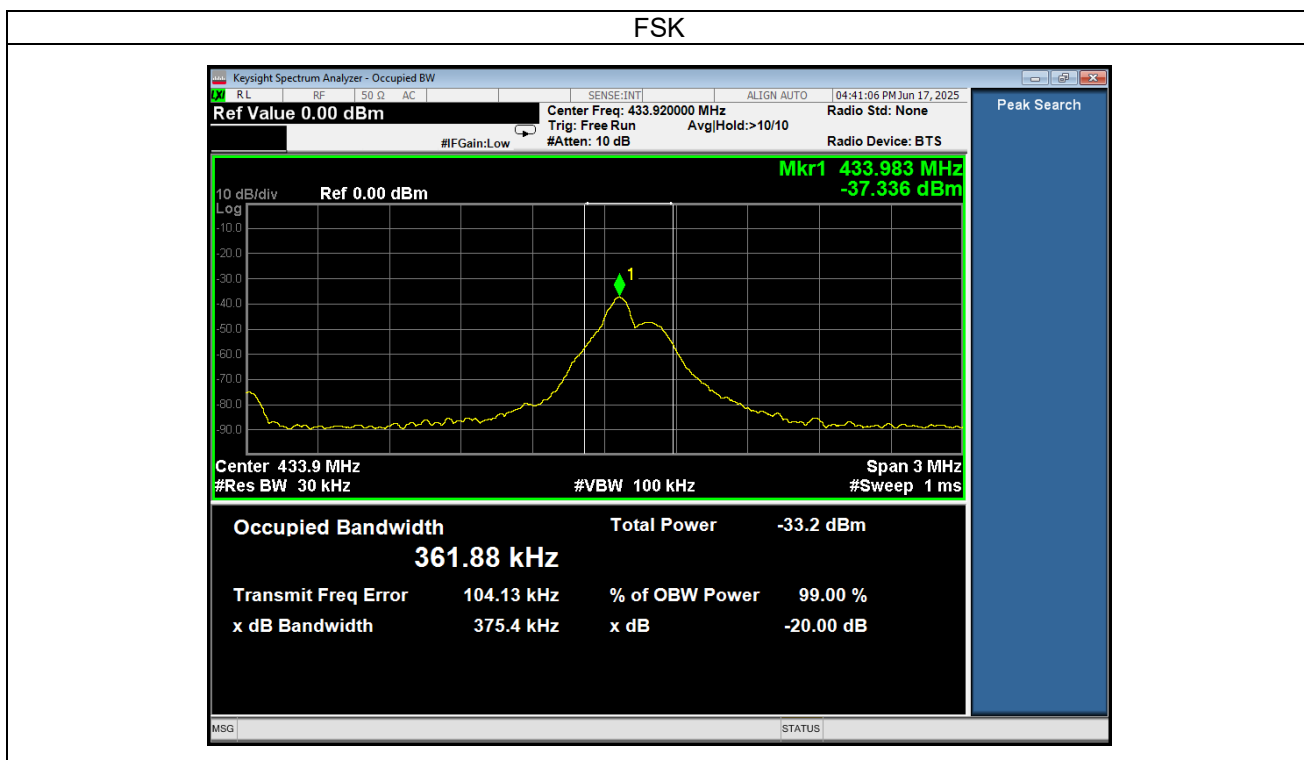 FSK
Keysight Spectrum Analyzer - Occupied BW
LXI RL RF 50 Ω AC SENSE:INT ALIGN AUTO 04:41:06 PM Jun 17, 2025
Ref Value 0.00 dBm Center Freq: 433.920000 MHz Radio Std: None Peak Search
Trig: Free Run Avg|Hold:>10/10
#IFGain:Low #Atten: 10 dB Radio Device: BTS
Mkr1 433.983 MHz
10 dB/div Ref 0.00 dBm -37.336 dBm
Log
-10.0
-20.0
1
-30.0
-40.0
-50.0
-60.0
-70.0
-80.0
-90.0
Center 433.9 MHz Span 3 MHz
#Res BW 30 kHz #VBW 100 kHz #Sweep 1 ms
Occupied Bandwidth Total Power -33.2 dBm
361.88 kHz
Transmit Freq Error 104.13 kHz % of OBW Power 99.00 %
x dB Bandwidth 375.4 kHz x dB -20.00 dB
MSG STATUS